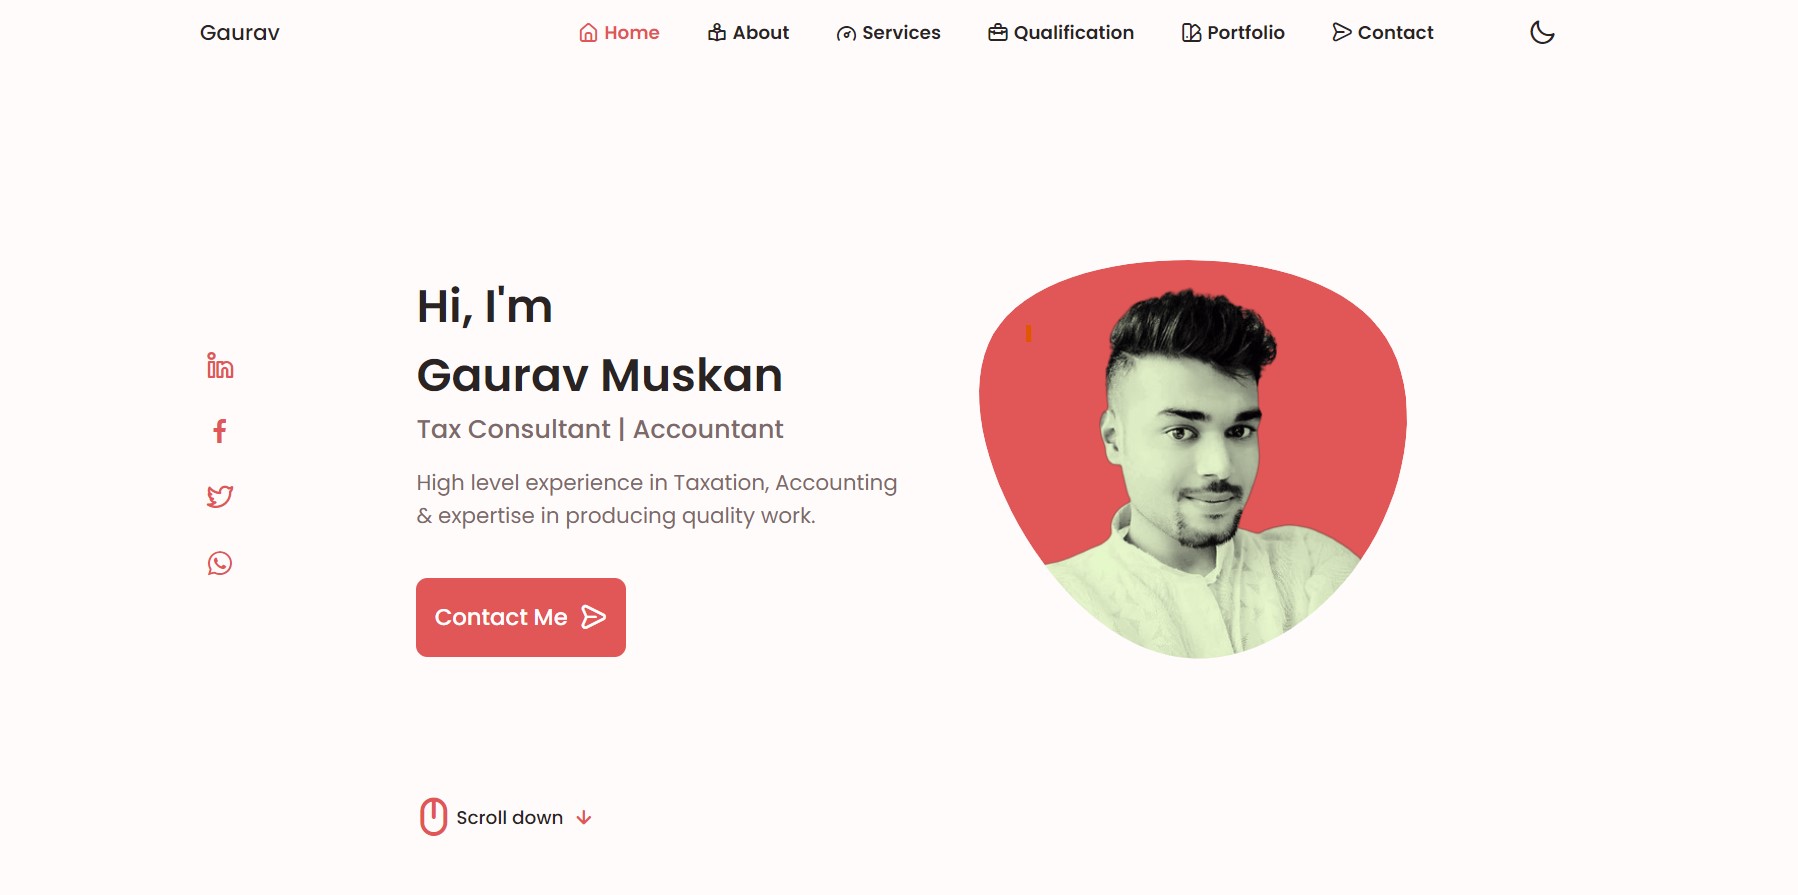 Gaurav
Home
About
Services
Qualification
Portfolio
Contact
Hi, I'm
Gaurav Muskan
Tax Consultant | Accountant
High level experience in Taxation, Accounting
& expertise in producing quality work.
Contact Me
Scroll down